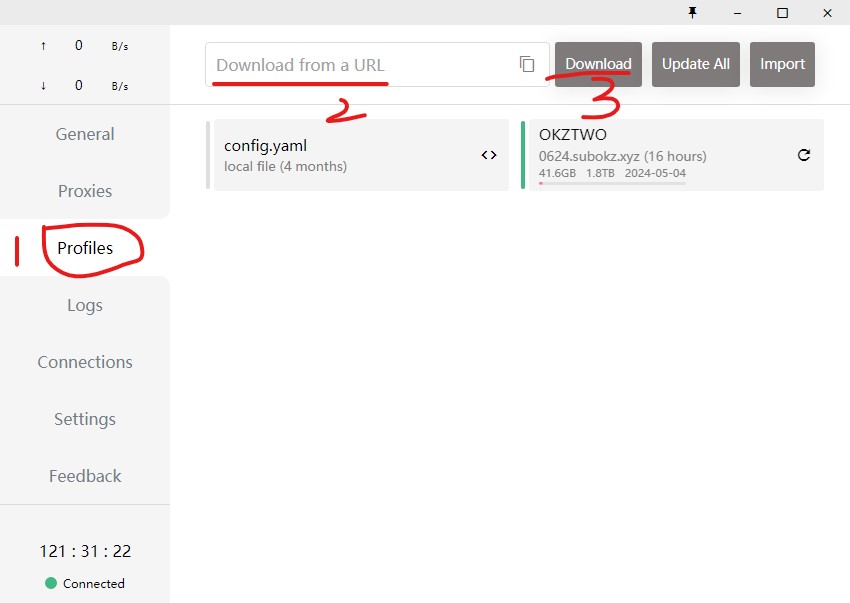 ↑ 0 B/s
↓ 0 B/s
General
Proxies
1 Profiles
Logs
Connections
Settings
Feedback
121 : 31 : 22
Connected
Download from a URL
Download
Update All
Import
2
3
config.yaml
local file (4 months)
<>
OKZTWO
0624.subokz.xyz (16 hours)
41.6GB 1.8TB 2024-05-04